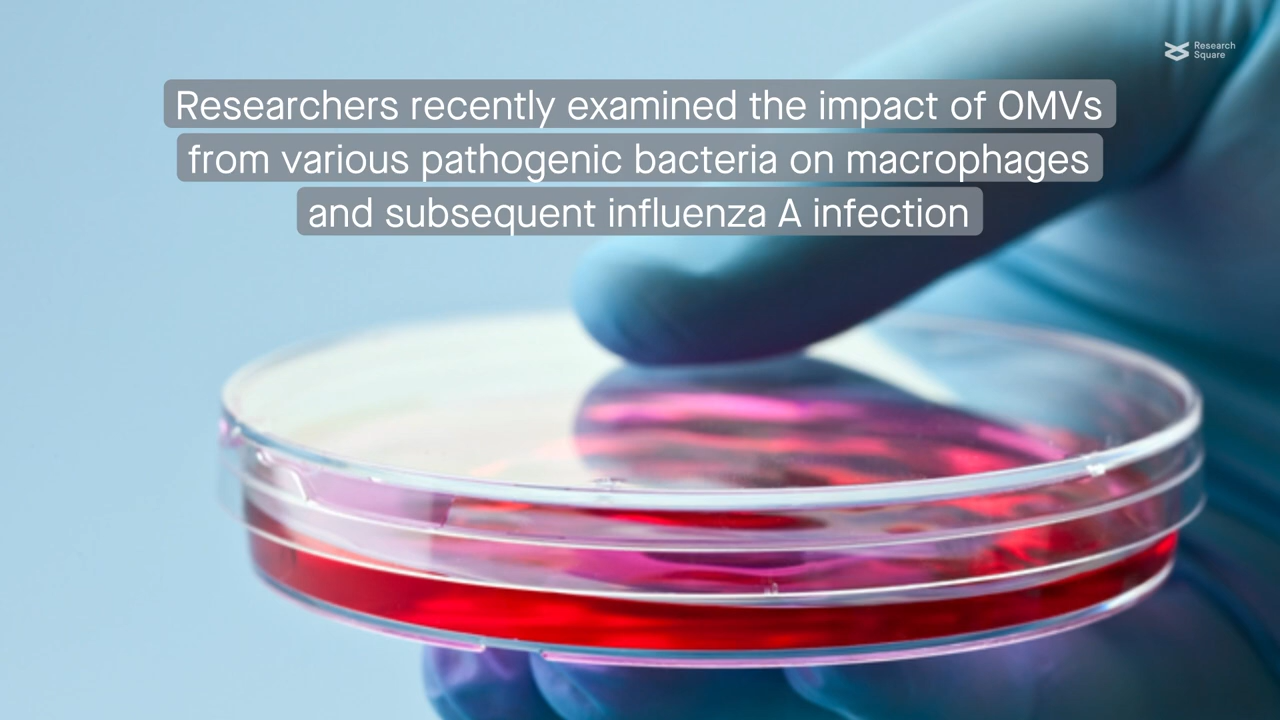 Research
Square
Researchers recently examined the impact of OMVs
from various pathogenic bacteria on macrophages
and subsequent influenza A infection